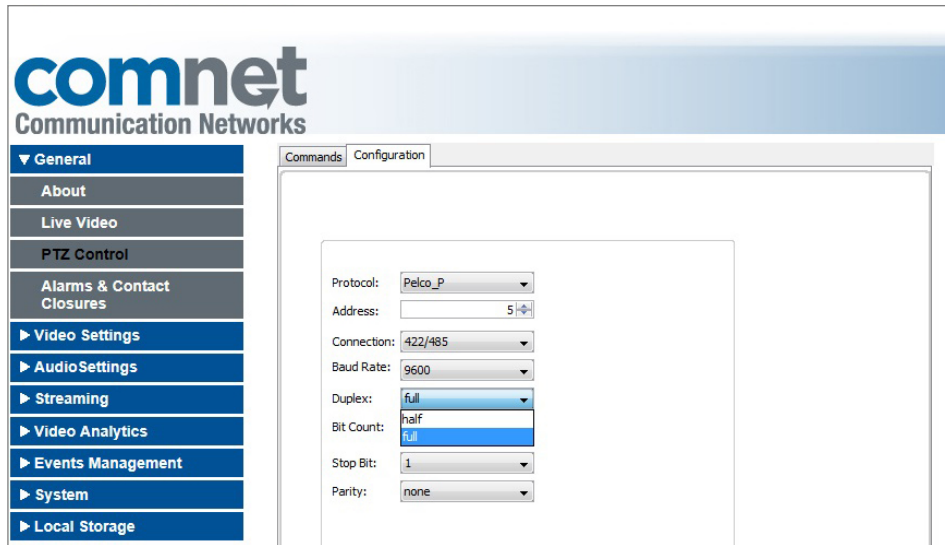 comnet
Communication Networks
▼ General
About
Live Video
PTZ Control
Alarms & Contact
Closures
▶ Video Settings
▶ AudioSettings
▶ Streaming
▶ Video Analytics
▶ Events Management
▶ System
▶ Local Storage
Commands Configuration
Protocol: Pelco_P
Address: 5
Connection: 422/485
Baud Rate: 9600
Duplex: full
half
Bit Count: full
Stop Bit: 1
Parity: none